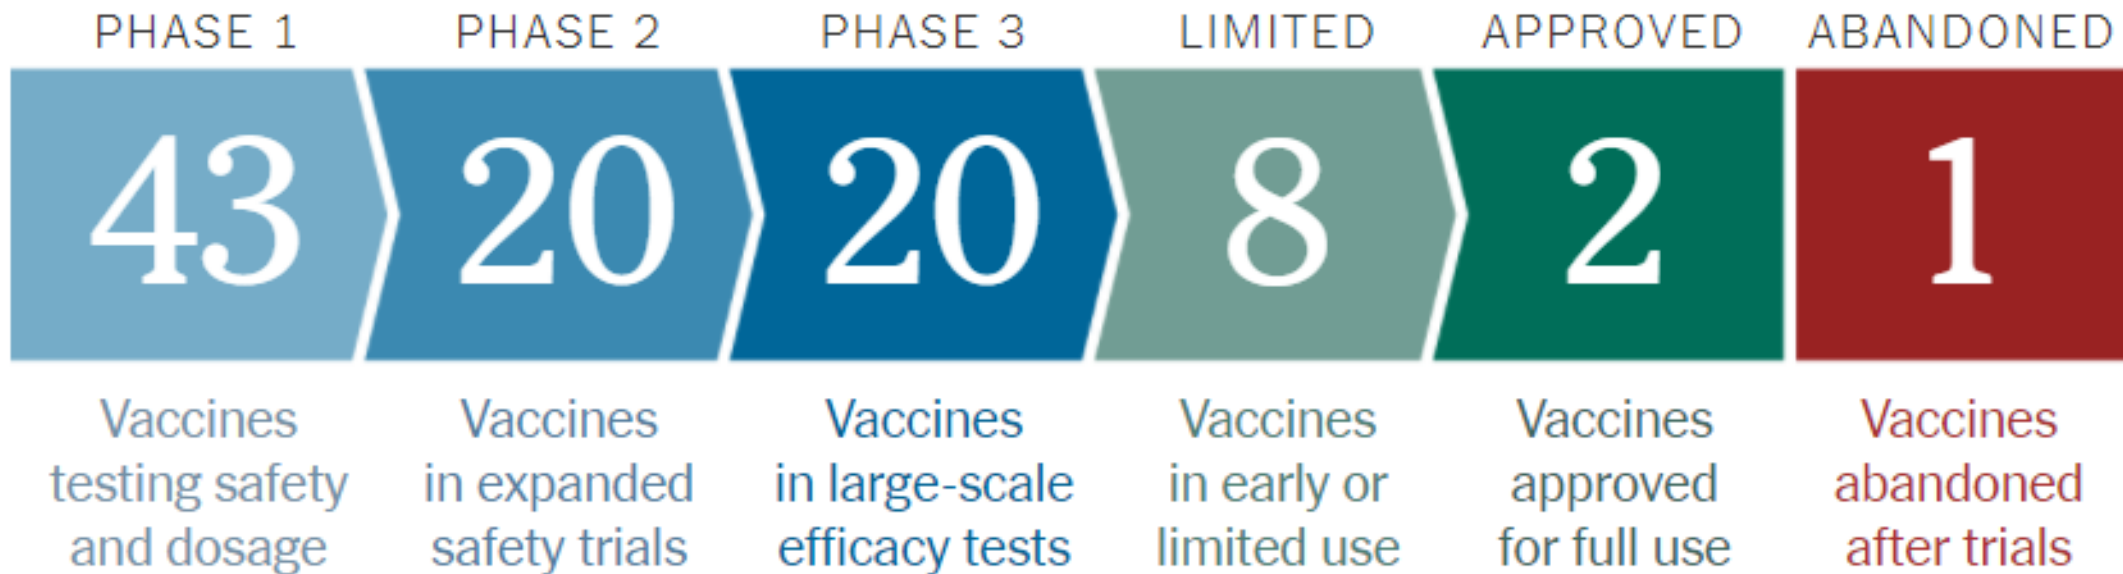 PHASE 1 PHASE 2 PHASE 3 LIMITED APPROVED ABANDONED
43 20 20 8 2 1
Vaccines Vaccines Vaccines Vaccines Vaccines Vaccines
testing safety in expanded in large-scale in early or approved abandoned
and dosage safety trials efficacy tests limited use for full use after trials